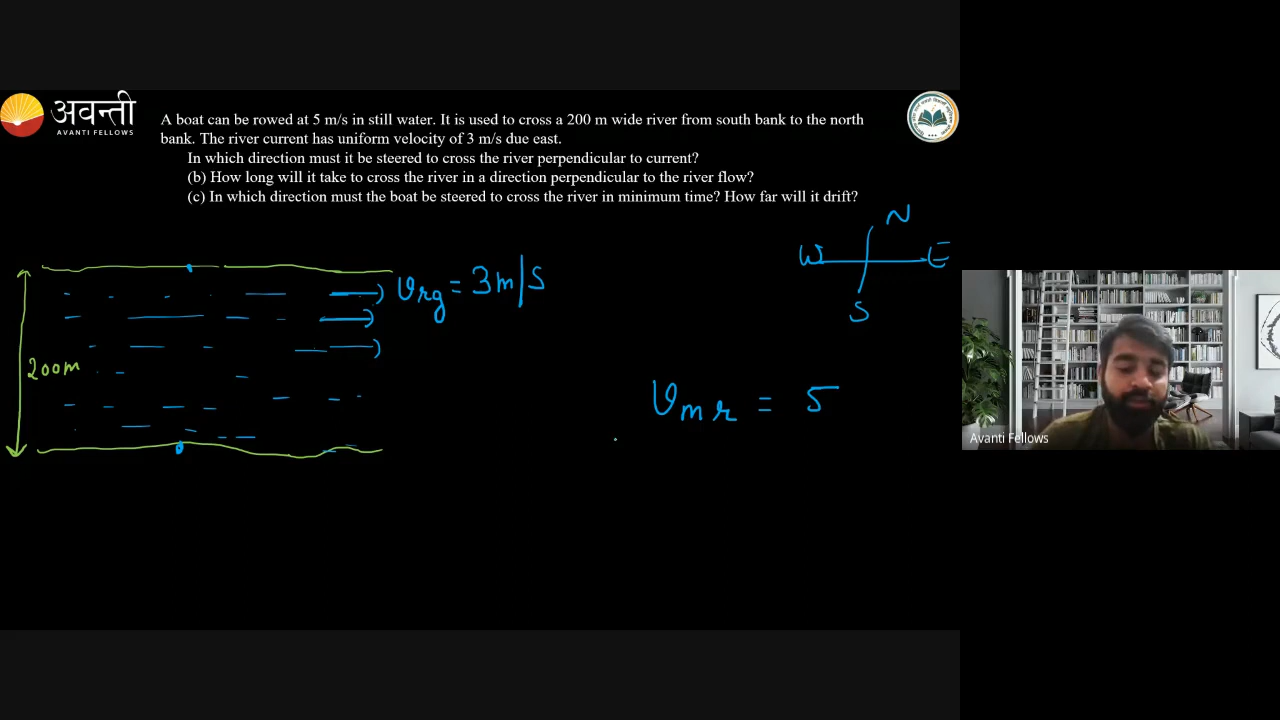 अवन्ती
AVANTI FELLOWS
A boat can be rowed at 5 m/s in still water. It is used to cross a 200 m wide river from south bank to the north
bank. The river current has uniform velocity of 3 m/s due east.
In which direction must it be steered to cross the river perpendicular to current?
(b) How long will it take to cross the river in a direction perpendicular to the river flow?
(c) In which direction must the boat be steered to cross the river in minimum time? How far will it drift?
N
W E
S
vrg = 3m/s
200m
vmr = 5
Avanti Fellows